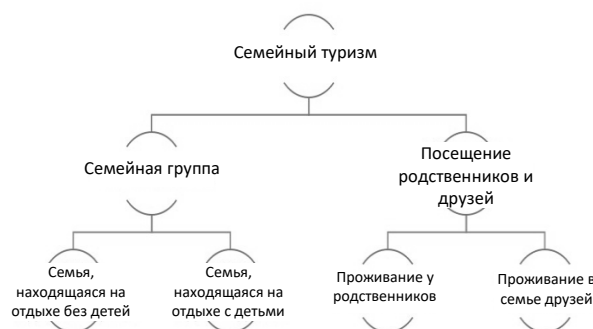 Семейный туризм
Семейная группа
Посещение
родственников и
друзей
Семья,
находящаяся на
отдыхе без детей
Семья,
находящаяся на
отдыхе с детьми
Проживание у
родственников
Проживание в
семье друзей